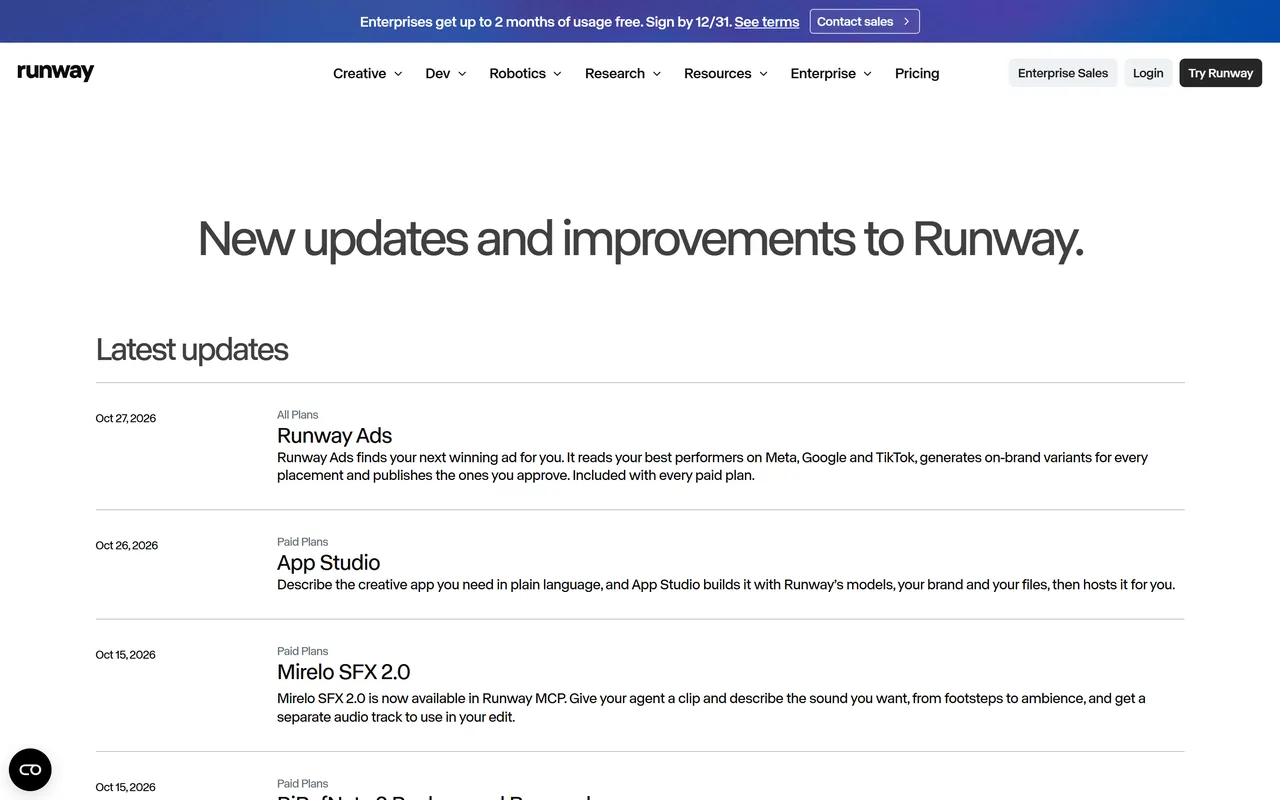 Enterprises get up to 2 months of usage free. Sign by 12/31. See terms
Contact sales
runway
Creative
Dev
Robotics
Research
Resources
Enterprise
Pricing
Enterprise Sales
Login
Try Runway
New updates and improvements to Runway.
Latest updates
Oct 27, 2026
All Plans
Runway Ads
Runway Ads finds your next winning ad for you. It reads your best performers on Meta, Google and TikTok, generates on-brand variants for every
placement and publishes the ones you approve. Included with every paid plan.
Oct 26, 2026
Paid Plans
App Studio
Describe the creative app you need in plain language, and App Studio builds it with Runway’s models, your brand and your files, then hosts it for you.
Oct 15, 2026
Paid Plans
Mirelo SFX 2.0
Mirelo SFX 2.0 is now available in Runway MCP. Give your agent a clip and describe the sound you want, from footsteps to ambience, and get a
separate audio track to use in your edit.
Oct 15, 2026
Paid Plans